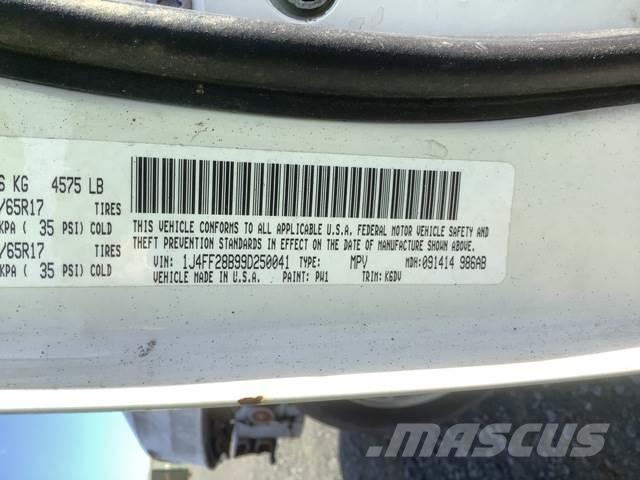 6 KG 4575 LB
/65R17 TIRES
KPA ( 35 PSI) COLD
/65R17 TIRES
KPA ( 35 PSI) COLD
THIS VEHICLE CONFORMS TO ALL APPLICABLE U.S.A. FEDERAL MOTOR VEHICLE SAFETY AND
THEFT PREVENTION STANDARDS IN EFFECT ON THE DATE OF MANUFACTURE SHOWN ABOVE.
VIN: 1J4FF28B99D250041 TYPE: MPV MDH: 091414 986AB
VEHICLE MADE IN U.S.A. PAINT: PW1 TRIM: K6DV
MASCUS